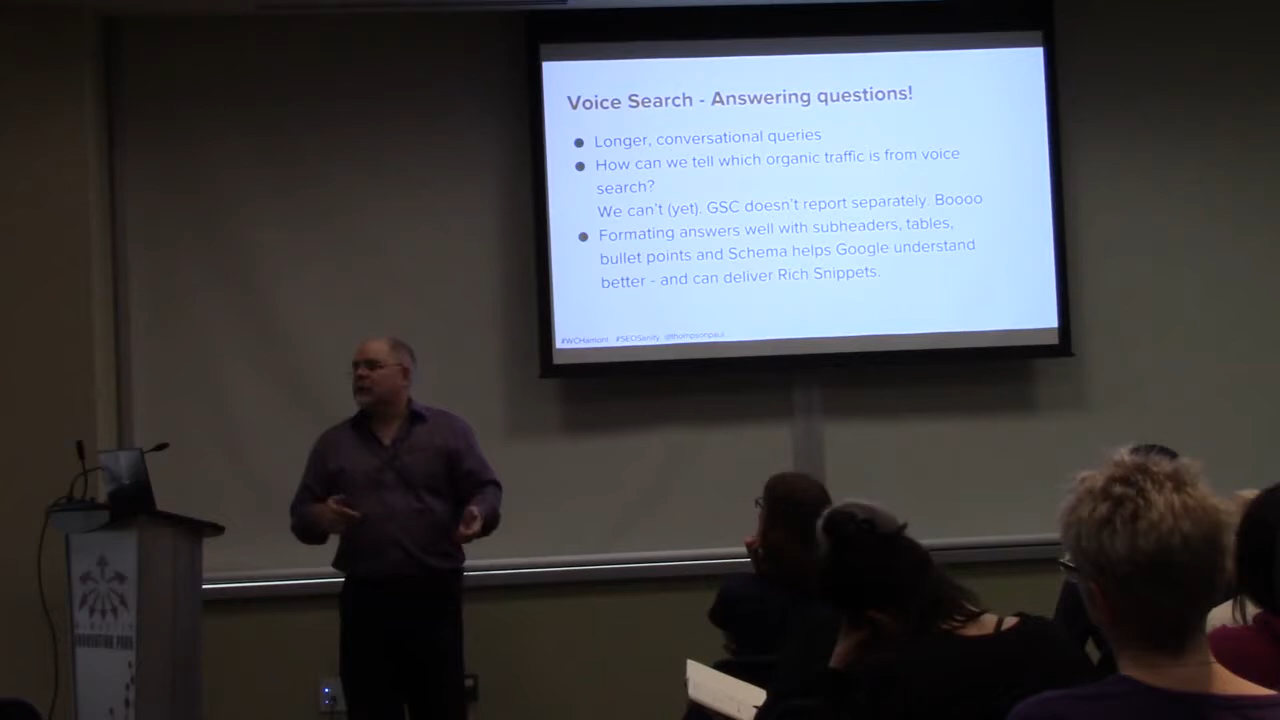 Voice Search - Answering questions!
● Longer, conversational queries
● How can we tell which organic traffic is from voice
search?
We can't (yet). GSC doesn't report separately. Boooo
● Formating answers well with subheaders, tables,
bullet points and Schema helps Google understand
better - and can deliver Rich Snippets.
#WCHamont #SEOSanity, @thompsonpaul
INNOVATION PARK